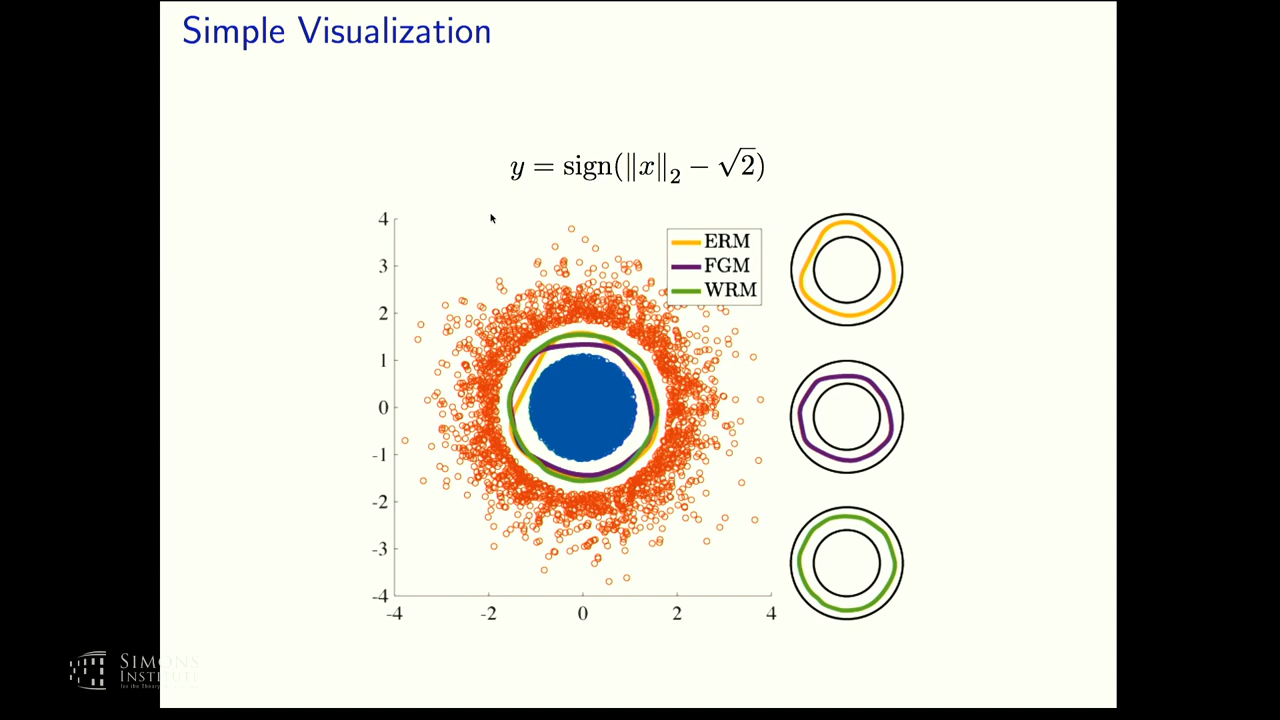 Simple Visualization
y = sign(‖x‖₂ − √2)
4
3
2
1
0
-1
-2
-3
-4
-4 -2 0 2 4
ERM
FGM
WRM
SIMONS
INSTITUTE